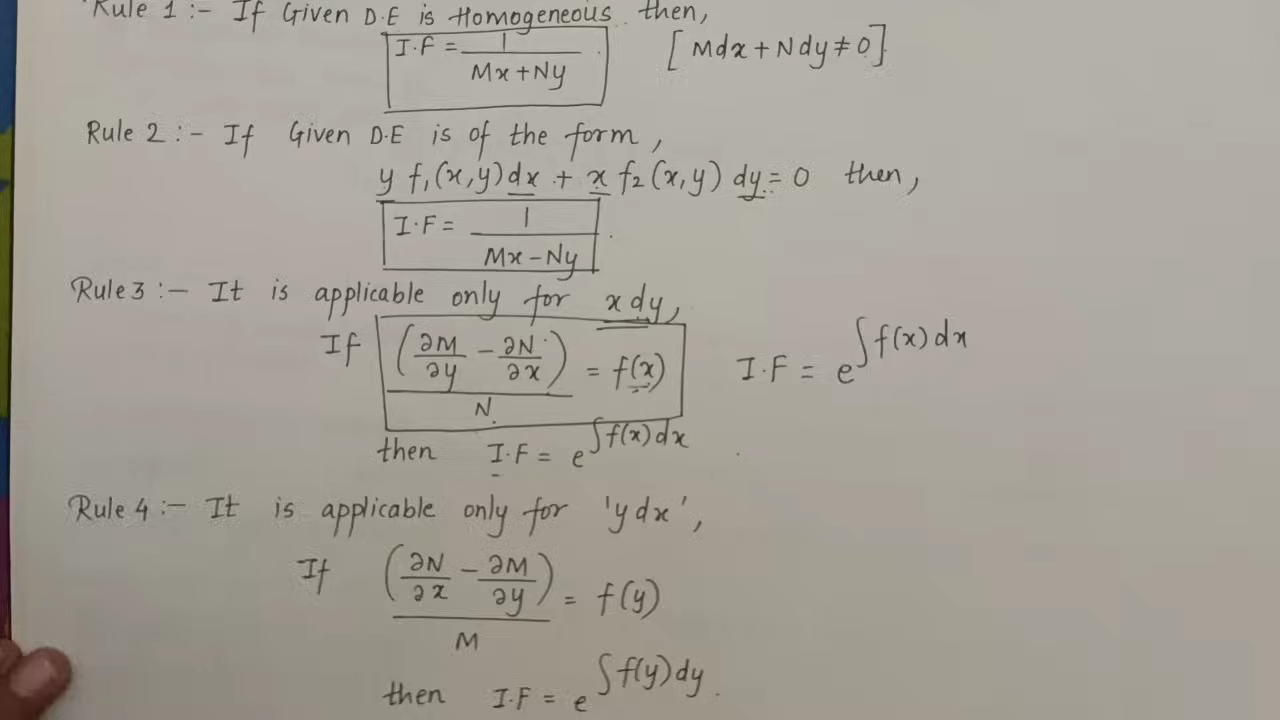 Rule 1 :- If Given D.E is Homogeneous then,
I.F = 1/(Mx+Ny) [Mdx + Ndy ≠ 0]
Rule 2 :- If Given D.E is of the form,
y f₁(x,y) dx + x f₂(x,y) dy = 0 then,
I.F = 1/(Mx-Ny)
Rule 3 :- It is applicable only for x dy,
If (∂M/∂y - ∂N/∂x)/N = f(x) I.F = e^∫f(x)dx
then I.F = e^∫f(x)dx
Rule 4 :- It is applicable only for 'y dx',
If (∂N/∂x - ∂M/∂y)/M = f(y)
then I.F = e^∫f(y)dy.